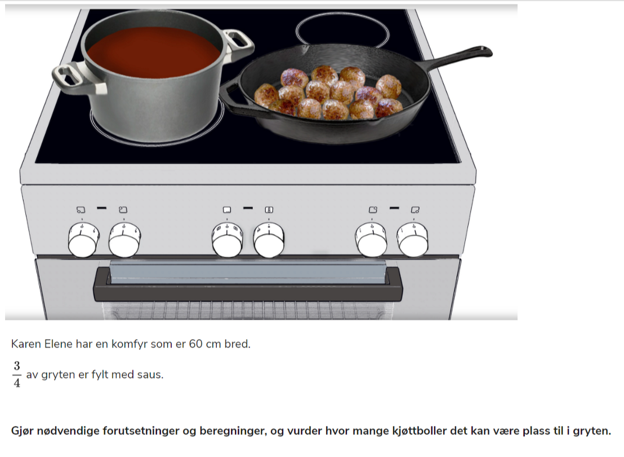 Karen Elene har en komfyr som er 60 cm bred.
3/4 av gryten er fylt med saus.
Gjør nødvendige forutsetninger og beregninger, og vurder hvor mange kjøttboller det kan være plass til i gryten.